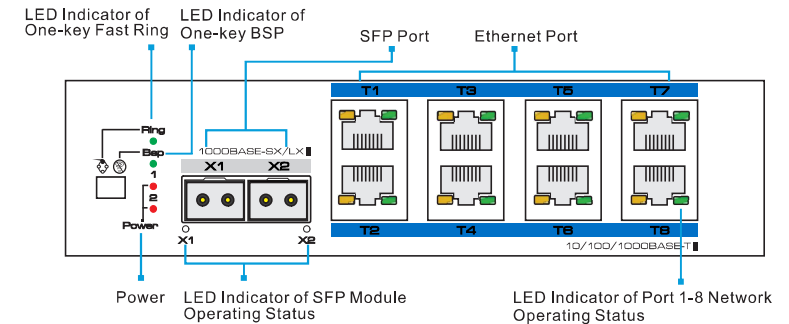 LED Indicator of
One-key Fast Ring
LED Indicator of
One-key BSP
SFP Port
Ethernet Port
T1 T3 T5 T7
Ring
Bsp
1
2
Power
1000BASE-SX/LX
X1 X2
X1 X2
T2 T4 T6 T8
10/100/1000BASE-T
Power
LED Indicator of SFP Module
Operating Status
LED Indicator of Port 1-8 Network
Operating Status